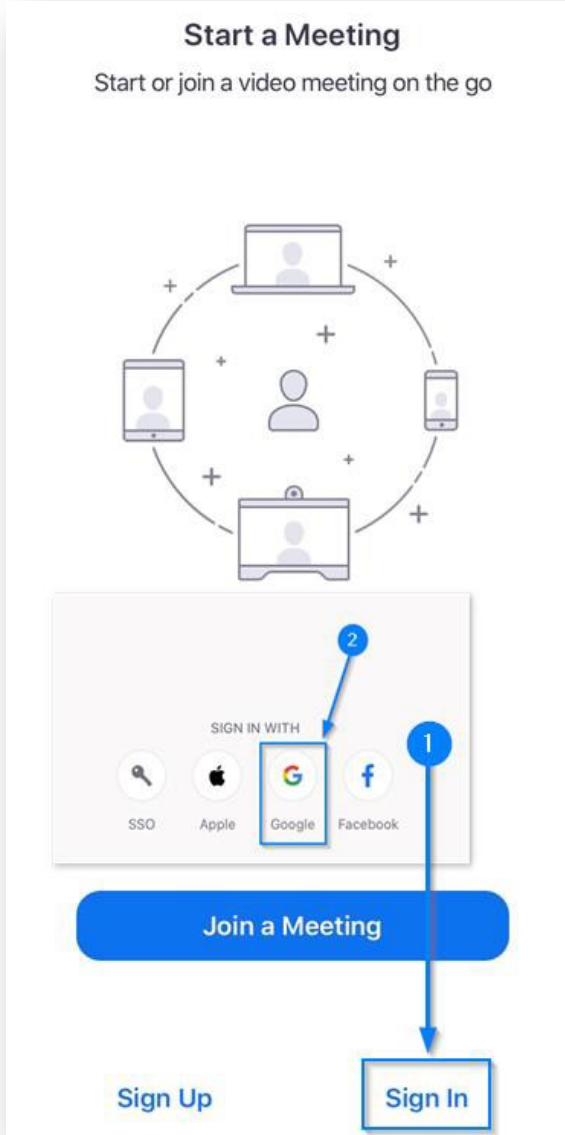 Start a Meeting
Start or join a video meeting on the go
2
SIGN IN WITH
1
SSO Apple Google Facebook
Join a Meeting
Sign Up Sign In